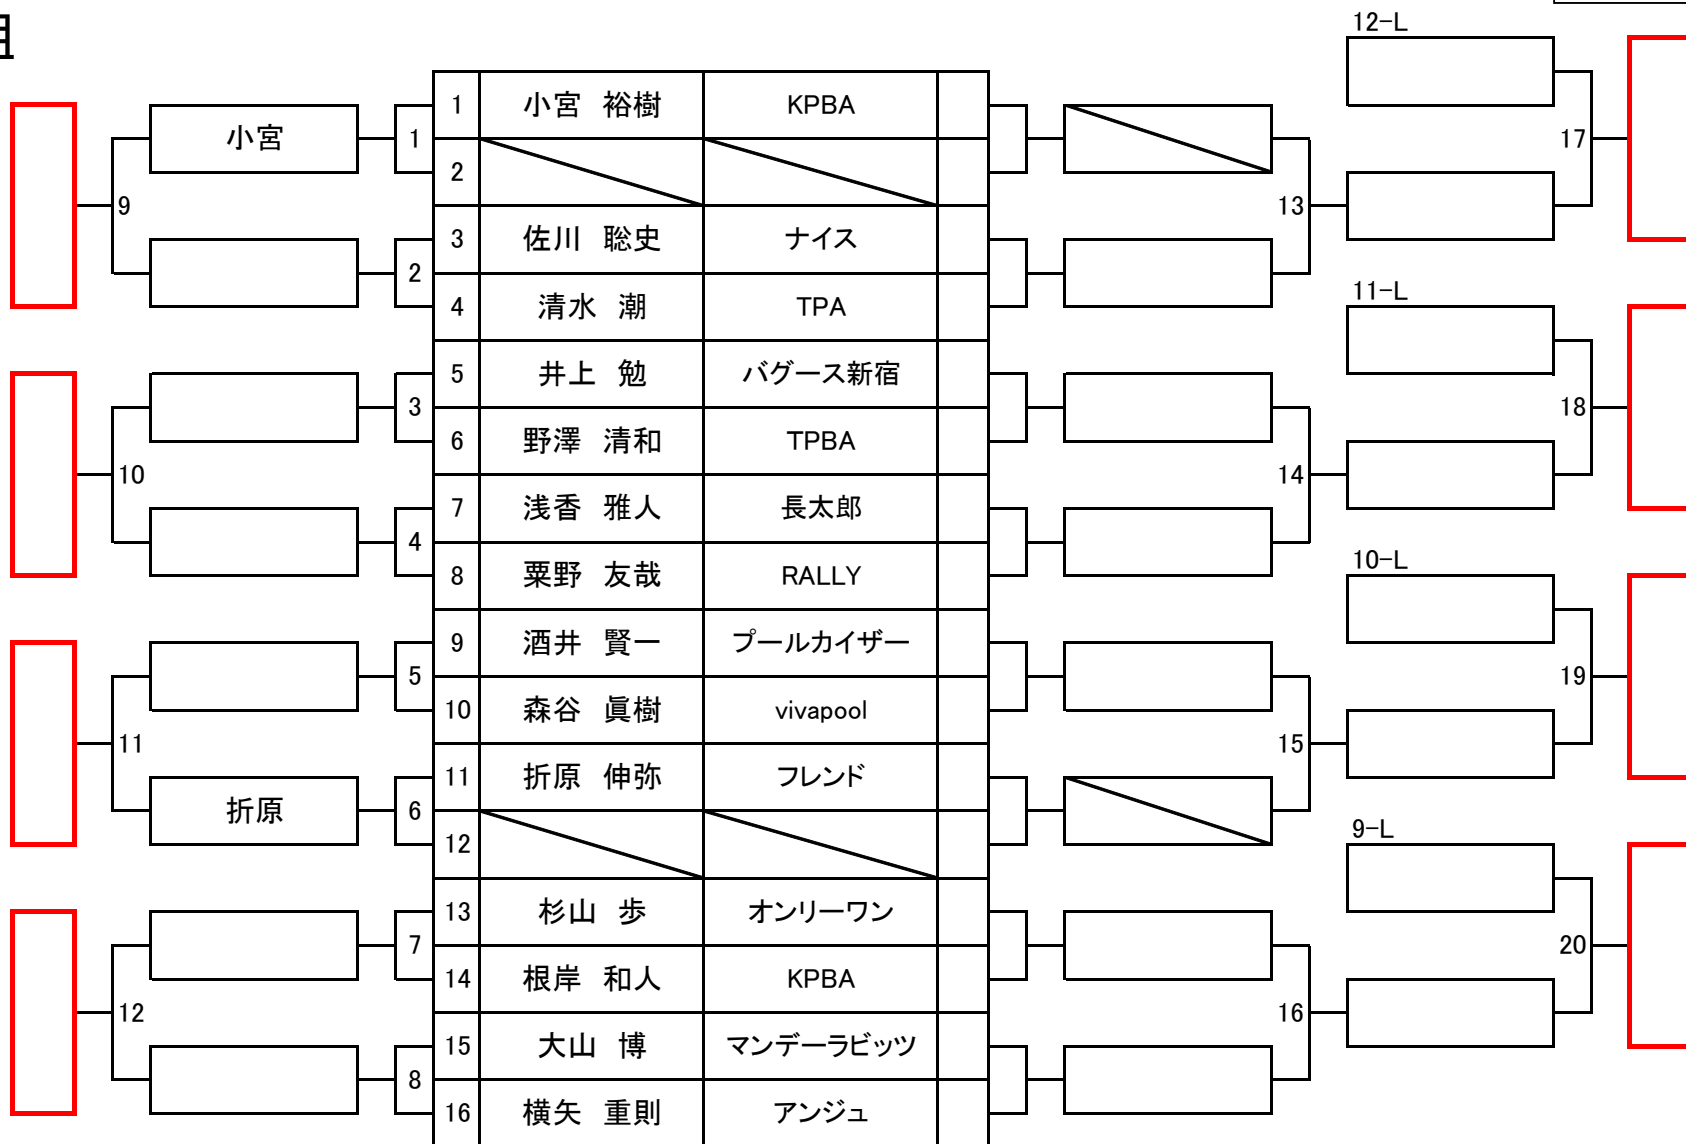 組
12-L
1 小宮 裕樹 KPBA
小宮 1
17
2
9
13
3 佐川 聡史 ナイス
2
4 清水 潮 TPA
11-L
5 井上 勉 バグース新宿
3
18
6 野澤 清和 TPBA
10
14
7 浅香 雅人 長太郎
4
10-L
8 粟野 友哉 RALLY
9 酒井 賢一 プールカイザー
5
19
10 森谷 眞樹 vivapool
11
15
11 折原 伸弥 フレンド
折原 6
9-L
12
13 杉山 歩 オンリーワン
7
20
14 根岸 和人 KPBA
12
16
15 大山 博 マンデーラビッツ
8
16 横矢 重則 アンジュ